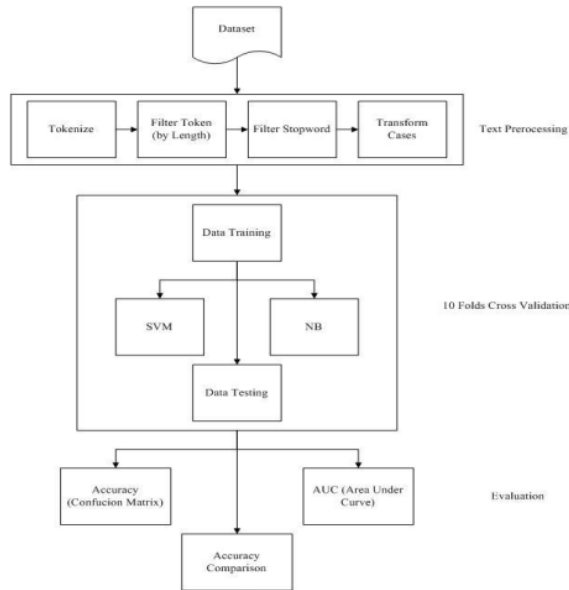 Dataset
Tokenize
Filter Token
(by Length)
Filter Stopword
Transform
Cases
Text Prerocessing
Data Training
SVM
NB
10 Folds Cross Validation
Data Testing
Accuracy
(Confucion Matrix)
AUC (Area Under
Curve)
Evaluation
Accuracy
Comparison